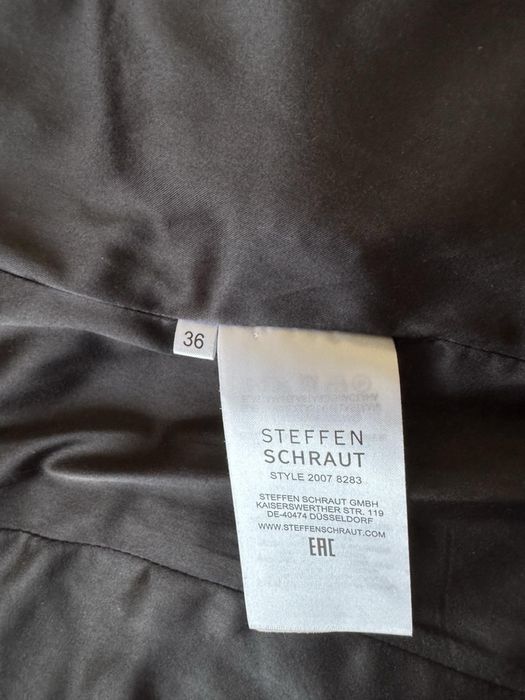 36
STEFFEN
SCHRAUT
STYLE 2007 8283
STEFFEN SCHRAUT GMBH
KAISERSWERTHER STR. 119
DE-40474 DÜSSELDORF
WWW.STEFFENSCHRAUT.COM
EAC